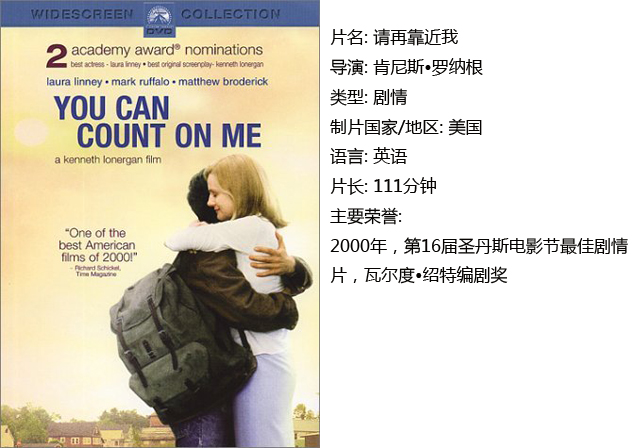 WIDESCREEN COLLECTION
DVD
2 academy award® nominations
best actress - laura linney • best original screenplay- kenneth lonergan
laura linney • mark ruffalo • matthew broderick
YOU CAN
COUNT ON ME
a kenneth lonergan film
"One of the
best American
films of 2000!"
- Richard Schickel,
Time Magazine
片名: 请再靠近我
导演: 肯尼斯•罗纳根
类型: 剧情
制片国家/地区: 美国
语言: 英语
片长: 111分钟
主要荣誉:
2000年，第16届圣丹斯电影节最佳剧情
片，瓦尔度•绍特编剧奖